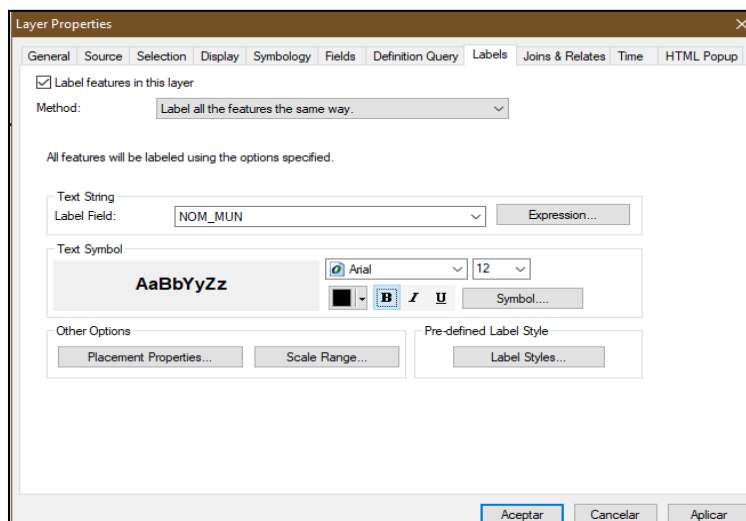 Layer Properties
General Source Selection Display Symbology Fields Definition Query Labels Joins & Relates Time HTML Popup
Label features in this layer
Method: Label all the features the same way.
All features will be labeled using the options specified.
Text String
Label Field: NOM_MUN Expression...
Text Symbol
AaBbYyZz
Arial 12
B I U Symbol....
Other Options Pre-defined Label Style
Placement Properties... Scale Range... Label Styles...
Aceptar Cancelar Aplicar